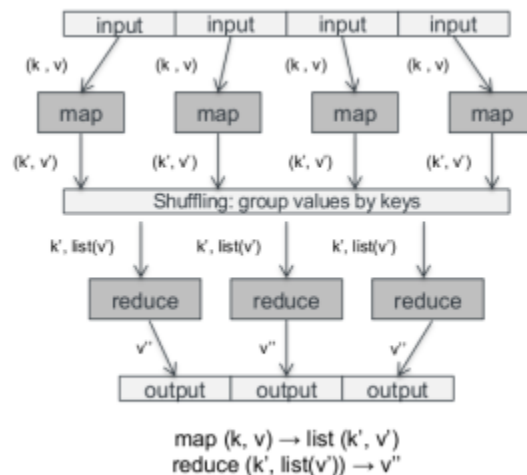 input input input input
(k , v) (k , v) (k , v) (k , v)
map map map map
(k', v') (k', v') (k', v') (k', v')
Shuffling: group values by keys
k', list(v') k', list(v') k', list(v')
reduce reduce reduce
v'' v'' v''
output output output
map (k, v) → list (k', v')
reduce (k', list(v')) → v''